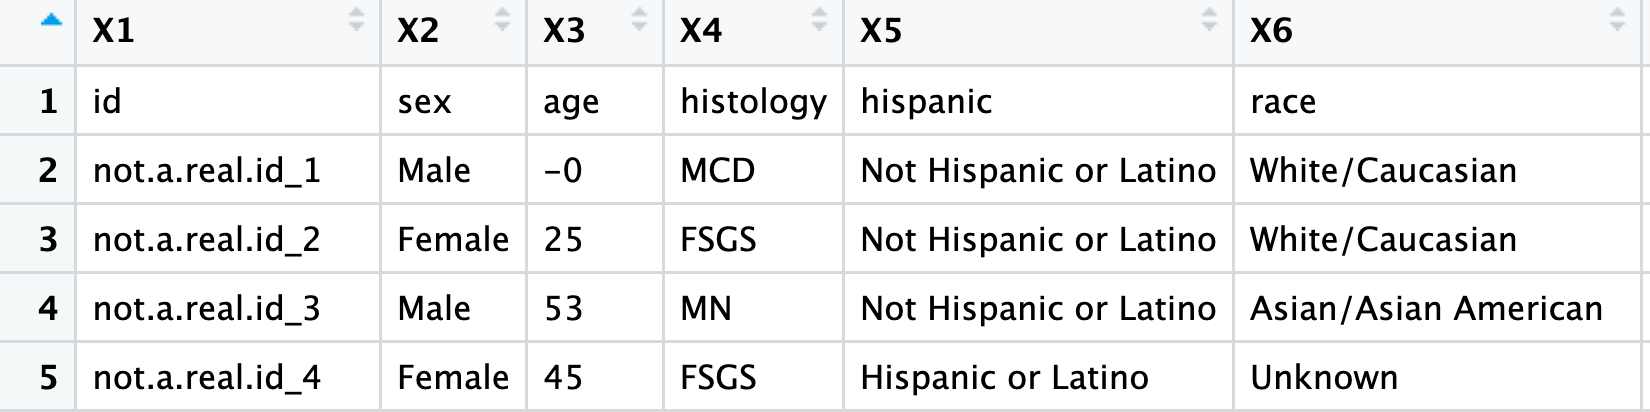 X1 X2 X3 X4 X5 X6
1 id sex age histology hispanic race
2 not.a.real.id_1 Male -0 MCD Not Hispanic or Latino White/Caucasian
3 not.a.real.id_2 Female 25 FSGS Not Hispanic or Latino White/Caucasian
4 not.a.real.id_3 Male 53 MN Not Hispanic or Latino Asian/Asian American
5 not.a.real.id_4 Female 45 FSGS Hispanic or Latino Unknown